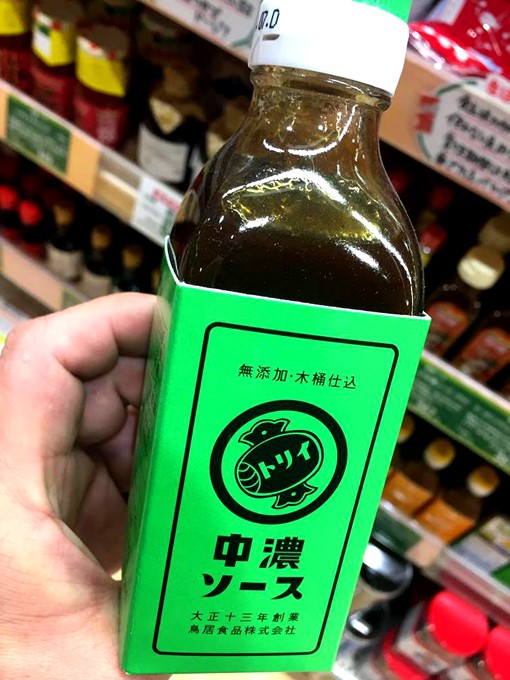 無添加・木桶仕込
トリイ
中濃
ソース
大正十三年創業
鳥居食品株式会社